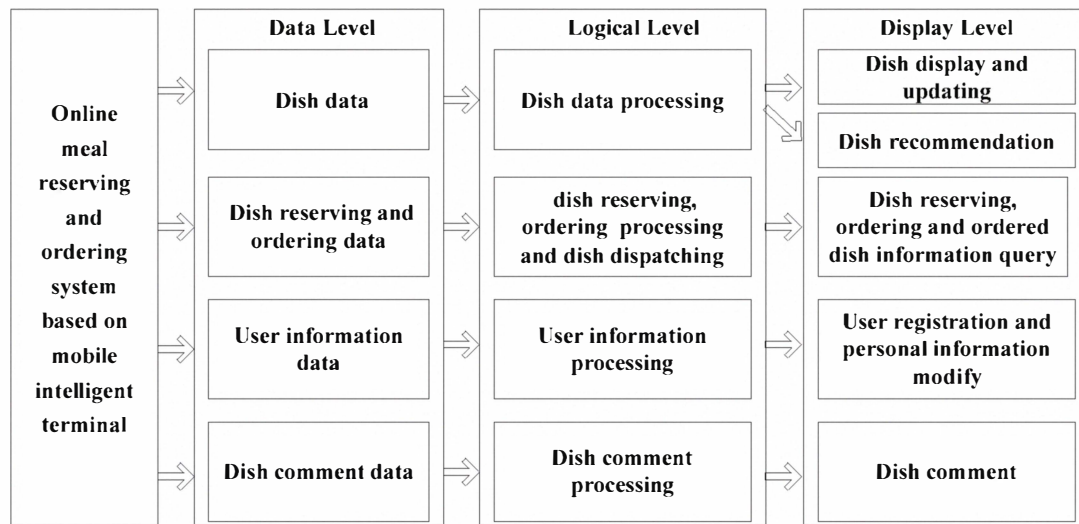 Online
meal
reserving
and
ordering
system
based on
mobile
intelligent
terminal
Data Level
Dish data
Dish reserving and
ordering data
User information
data
Dish comment data
Logical Level
Dish data processing
dish reserving,
ordering processing
and dish dispatching
User information
processing
Dish comment
processing
Display Level
Dish display and
updating
Dish recommendation
Dish reserving,
ordering and ordered
dish information query
User registration and
personal information
modify
Dish comment